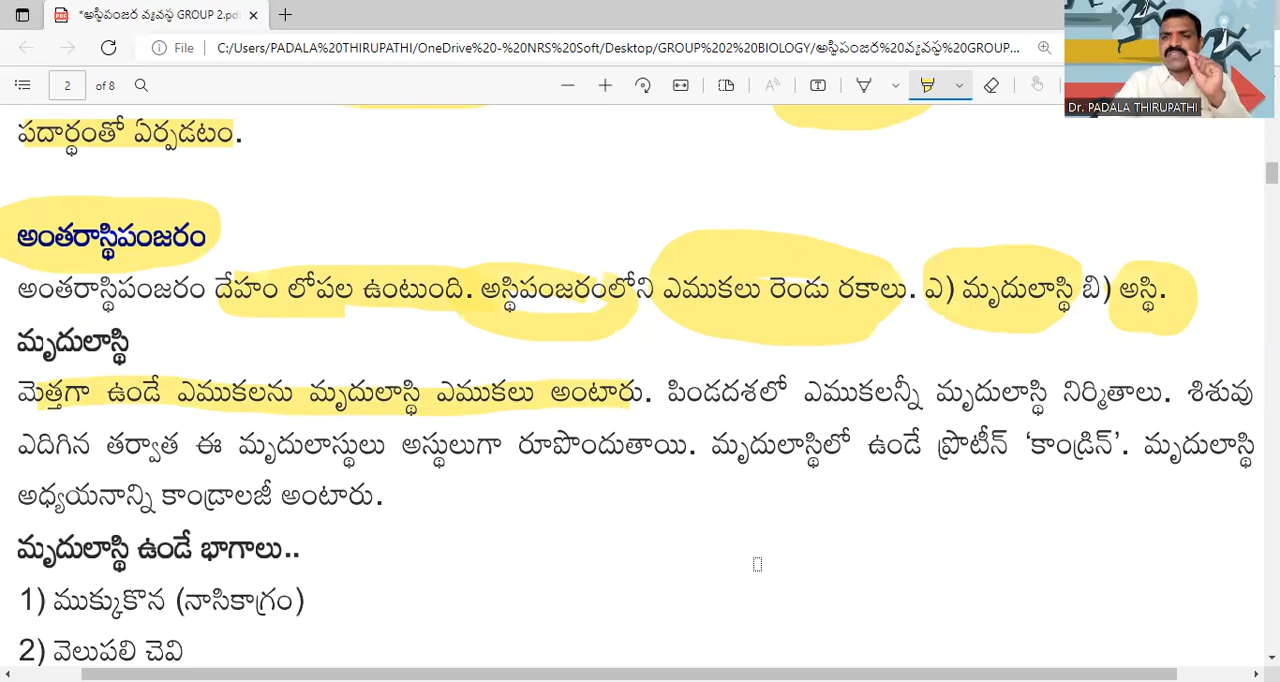 *అస్థిపంజర వ్యవస్థ GROUP 2.pdf
File C:/Users/PADALA%20THIRUPATHI/OneDrive%20-%20NRS%20Soft/Desktop/GROUP%202%20BIOLOGY/అస్థిపంజర%20వ్యవస్థ%20GROUP...
2 of 8
Dr. PADALA THIRUPATHI
పదార్థంతో ఏర్పడటం.
అంతరాస్థిపంజరం
అంతరాస్థిపంజరం దేహం లోపల ఉంటుంది. అస్థిపంజరంలోని ఎముకలు రెండు రకాలు. ఎ) మృదులాస్థి బి) అస్థి.
మృదులాస్థి
మెత్తగా ఉండే ఎముకలను మృదులాస్థి ఎముకలు అంటారు. పిండదశలో ఎముకలన్నీ మృదులాస్థి నిర్మితాలు. శిశువు
ఎదిగిన తర్వాత ఈ మృదులాస్థులు అస్థులుగా రూపొందుతాయి. మృదులాస్థిలో ఉండే ప్రొటీన్ ‘కాండ్రిన్’. మృదులాస్థి
అధ్యయనాన్ని కాండ్రాలజీ అంటారు.
మృదులాస్థి ఉండే భాగాలు..
1) ముక్కుకొన (నాసికాగ్రం)
2) వెలుపలి చెవి